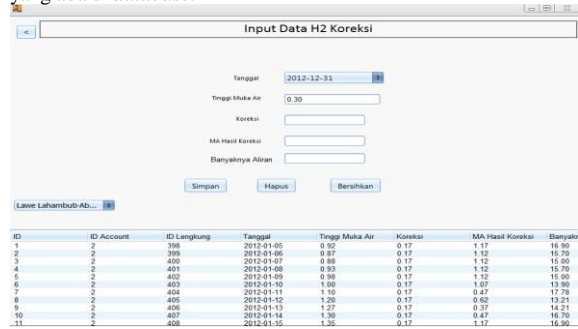 <
Input Data H2 Koreksi
Tanggal 2012-12-31
Tinggi Muka Air 0.30
Koreksi
MA Hasil Koreksi
Banyaknya Aliran
Simpan Hapus Bersihkan
Lawe Lahambuti-Ab...
ID ID Account ID Lengkung Tanggal Tinggi Muka Air Koreksi MA Hasil Koreksi
1 2 398 2012-01-05 0.92 0.17 1.17 16.90
2 2 399 2012-01-06 0.87 0.17 1.12 15.70
3 2 400 2012-01-07 0.88 0.17 1.12 15.00
4 2 401 2012-01-08 0.93 0.17 1.12 15.70
5 2 402 2012-01-09 0.98 0.17 1.12 15.00
6 2 403 2012-01-10 1.00 0.17 1.07 13.90
7 2 404 2012-01-11 1.10 0.17 0.47 17.78
8 2 405 2012-01-12 1.20 0.17 0.62 13.21
9 2 406 2012-01-13 1.27 0.17 0.37 14.21
10 2 407 2012-01-14 1.30 0.17 0.47 16.70
11 2 408 2012-01-15 1.35 0.17 1.17 16.90